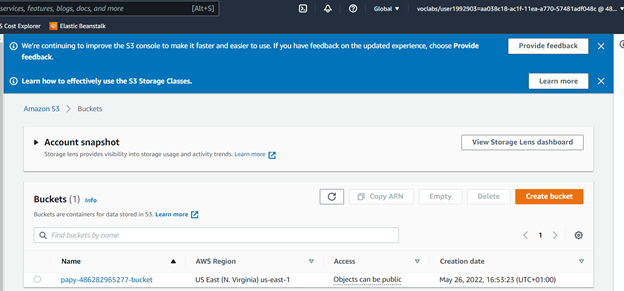 services, features, blogs, docs, and more [Alt+S] Global voclabs/user1992903=aa038c18-ac1f-11ea-a770-57481adf048c @ 48...
S Cost Explorer Elastic Beanstalk
We're continuing to improve the S3 console to make it faster and easier to use. If you have feedback on the updated experience, choose Provide
feedback.
Provide feedback
Learn how to effectively use the S3 Storage Classes.
Learn more
Amazon S3 > Buckets
Account snapshot
Storage lens provides visibility into storage usage and activity trends. Learn more
View Storage Lens dashboard
Buckets (1) Info
Buckets are containers for data stored in S3. Learn more
Copy ARN Empty Delete Create bucket
Find buckets by name
1
Name AWS Region Access Creation date
papy-486282965277-bucket US East (N. Virginia) us-east-1 Objects can be public May 26, 2022, 16:53:23 (UTC+01:00)